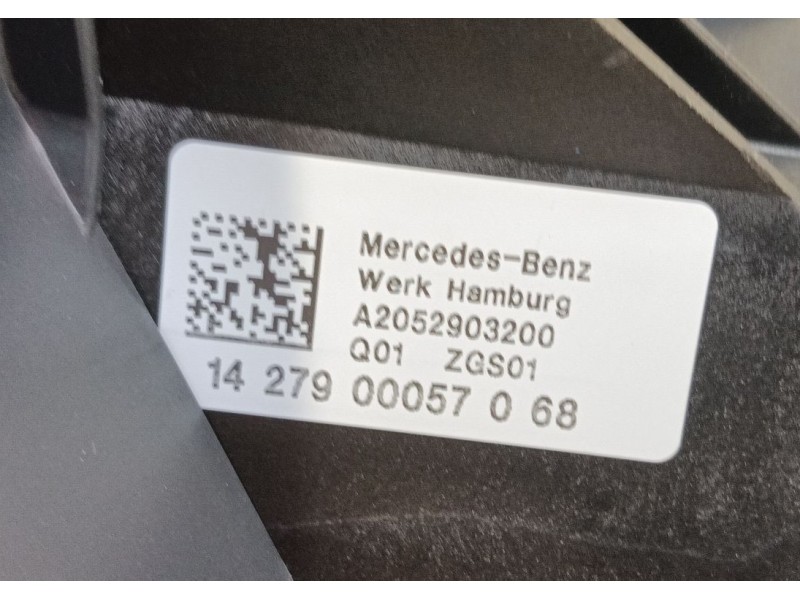 Mercedes-Benz
Werk Hamburg
A2052903200
Q01 ZGS01
14 279 00057 0 68